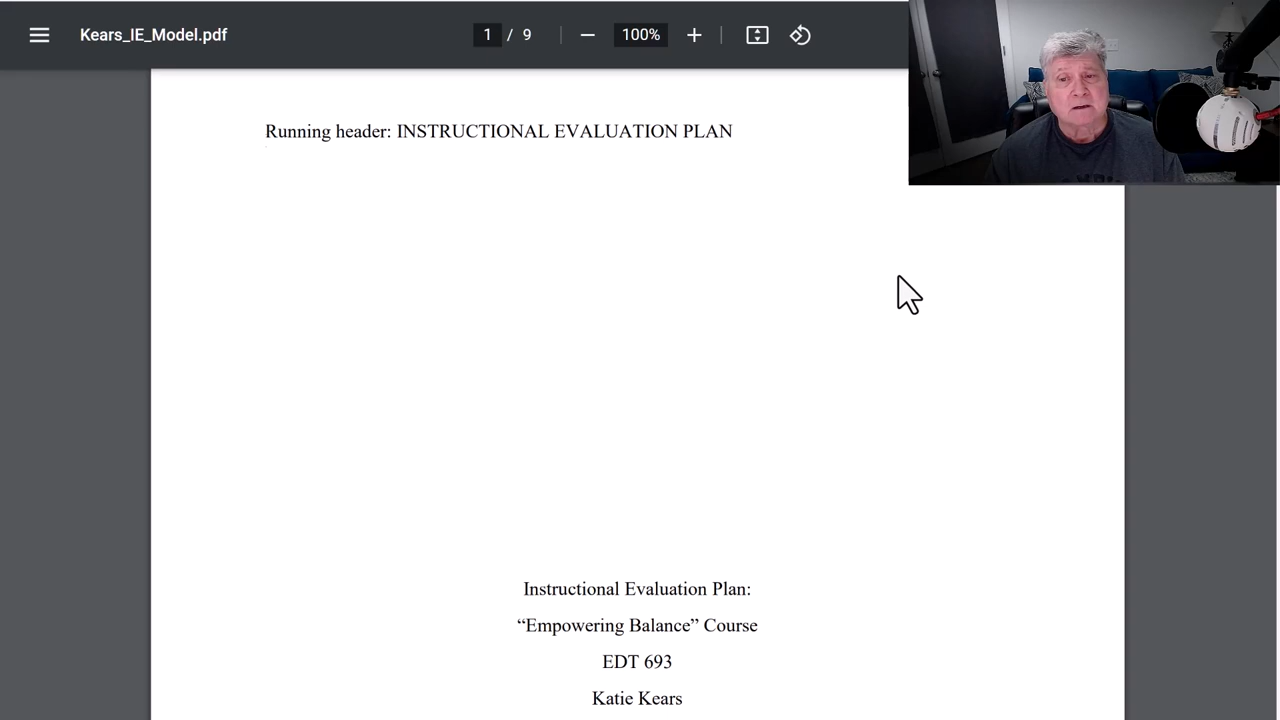 Kears_IE_Model.pdf
1 / 9
100%
Running header: INSTRUCTIONAL EVALUATION PLAN
Instructional Evaluation Plan:
“Empowering Balance” Course
EDT 693
Katie Kears